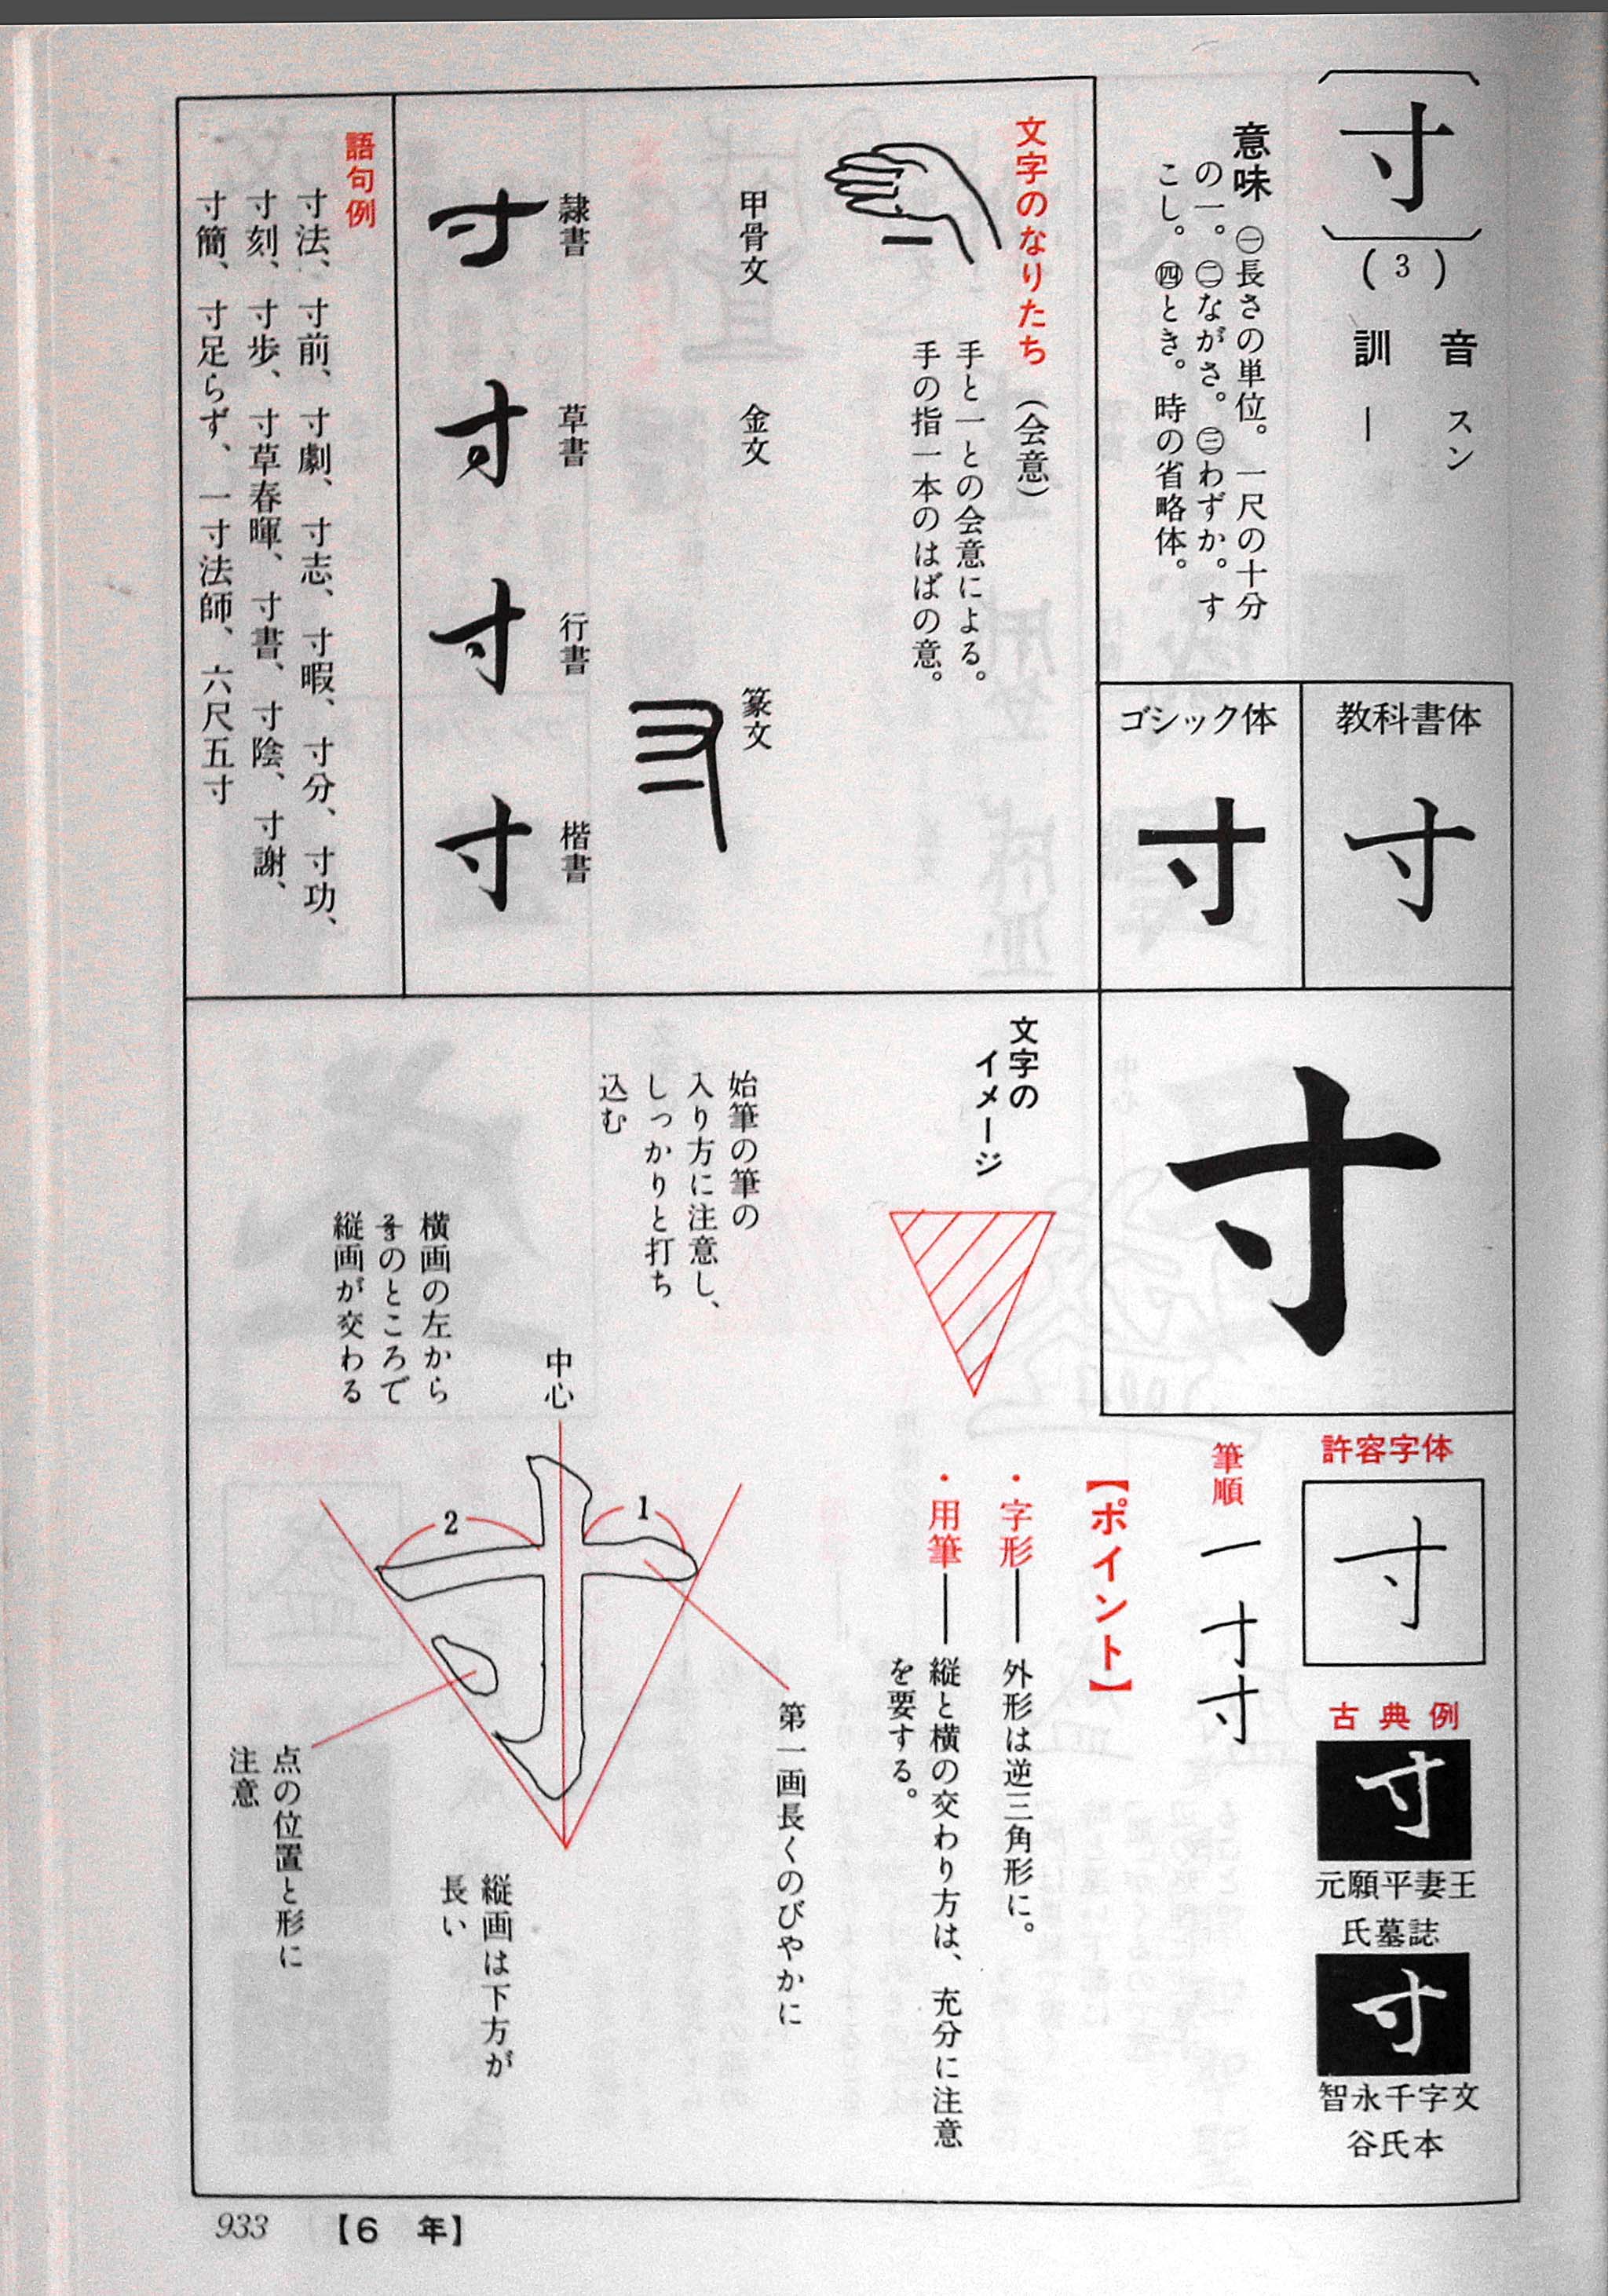 寸
(3)
音 スン
訓 ―
意味 ㊀長さの単位。一尺の十分
の一。㊁ながさ。㊂わずか。す
こし。㊃とき。時の省略体。
教科書体
寸
ゴシック体
寸
文字のなりたち(会意)
手と一との会意による。
手の指一本のはばの意。
甲骨文
金文
篆文
隷書
寸
草書
寸
行書
寸
楷書
寸
語句例
寸法、寸前、寸劇、寸志、寸暇、寸分、寸功、
寸刻、寸歩、寸草春暉、寸書、寸陰、寸謝、
寸簡、寸足らず、一寸法師、六尺五寸
寸
許容字体
寸
古典例
寸
元願平妻王
氏墓誌
寸
智永千字文
谷氏本
筆順
一 寸 寸
【ポイント】
・字形――外形は逆三角形に。
・用筆――縦と横の交わり方は、充分に注意
を要する。
文字の
イメージ
始筆の筆の
入り方に注意し、
しっかりと打ち
込む
横画の左から
2/3のところで
縦画が交わる
中心
2
1
第一画長くのびやかに
縦画は下方が
長い
点の位置と形に
注意
933
【6 年】